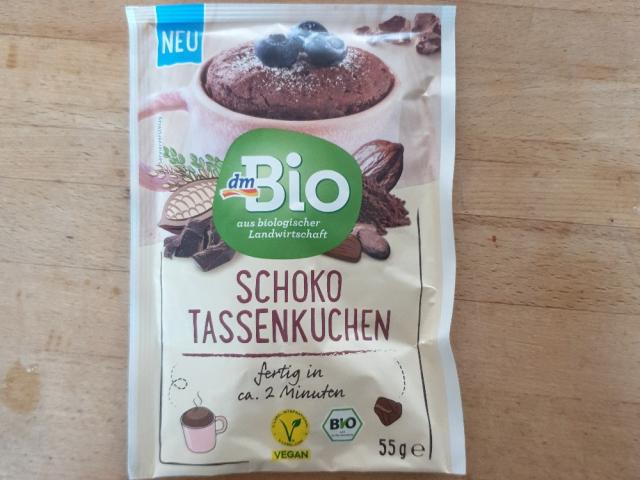 NEU
dm Bio
aus biologischer
Landwirtschaft
SCHOKO
TASSENKUCHEN
fertig in
ca. 2 Minuten
VEGAN
BIO
55g e